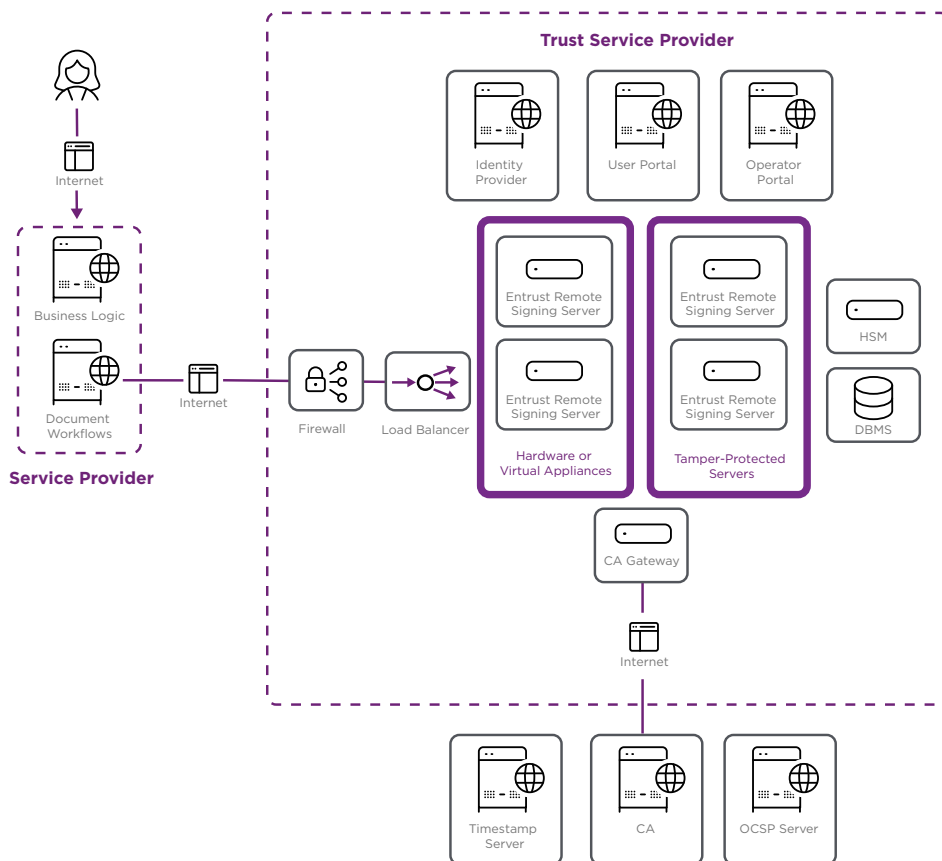 Trust Service Provider
Identity
Provider
User Portal
Operator
Portal
Internet
Business Logic
Document
Workflows
Service Provider
Internet
Firewall
Load Balancer
Entrust Remote
Signing Server
Entrust Remote
Signing Server
Hardware or
Virtual Appliances
Entrust Remote
Signing Server
Entrust Remote
Signing Server
Tamper-Protected
Servers
HSM
DBMS
CA Gateway
Internet
Timestamp
Server
CA
OCSP Server